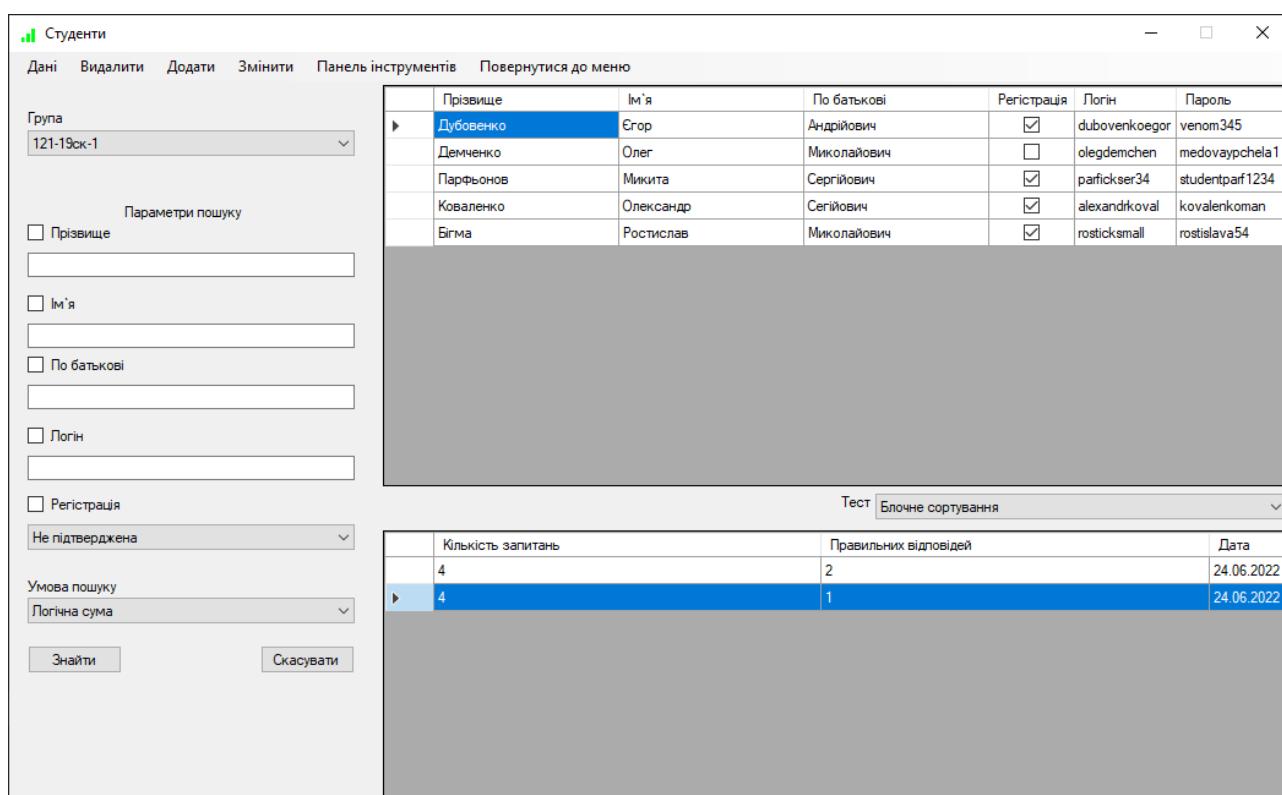 Студенти
Дані Видалити Додати Змінити Панель інструментів Повернутися до меню
Група
121-19ск-1
Параметри пошуку
Прізвище
Ім`я
По батькові
Логін
Регістрація
Не підтверджена
Умова пошуку
Логічна сума
Знайти Скасувати
Прізвище Ім`я По батькові Регістрація Логін Пароль
Дубовенко Єгор Андрійович dubovenkoegor venom345
Демченко Олег Миколайович olegdemchen medovaypchela1
Парфьонов Микита Сергійович parfickser34 studentparf1234
Коваленко Олександр Сегійович alexandrkoval kovalenkoman
Бігма Ростислав Миколайович rosticksmall rostislava54
Тест Блочне сортування
Кількість запитань Правильних відповідей Дата
4 2 24.06.2022
4 1 24.06.2022